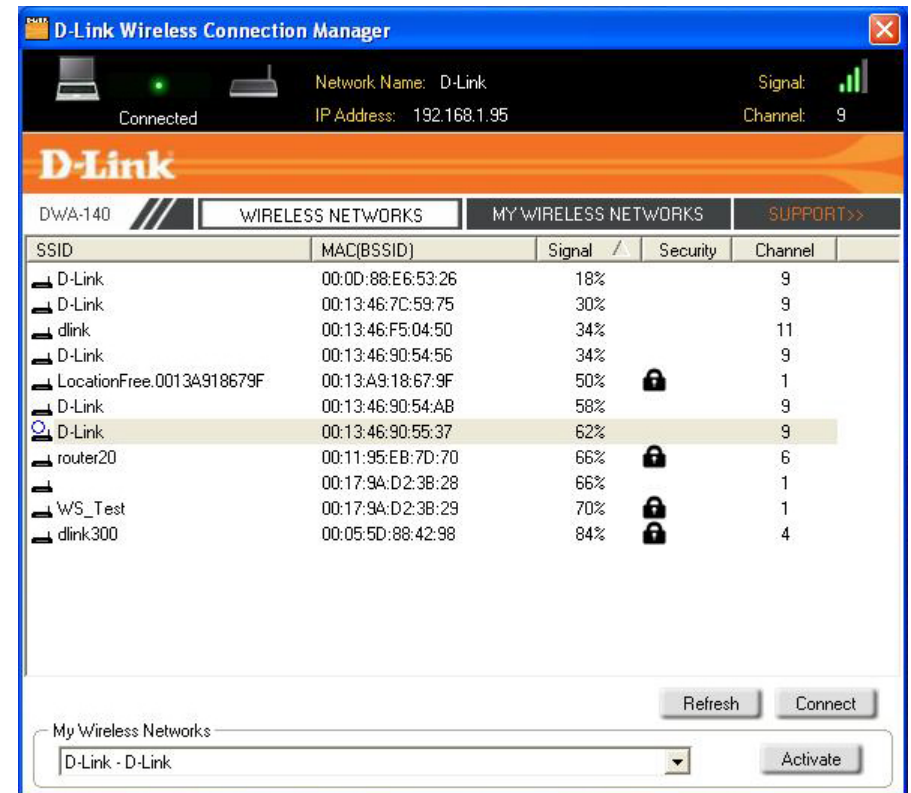 D-Link Wireless Connection Manager
Network Name: D-Link Signal:
Connected IP Address: 192.168.1.95 Channel: 9
D-Link
DWA-140 WIRELESS NETWORKS MY WIRELESS NETWORKS SUPPORT>>
SSID MAC(BSSID) Signal Security Channel
D-Link 00:0D:88:E6:53:26 18% 9
D-Link 00:13:46:7C:59:75 30% 9
dlink 00:13:46:F5:04:50 34% 11
D-Link 00:13:46:90:54:56 34% 9
LocationFree.0013A918679F 00:13:A9:18:67:9F 50% 1
D-Link 00:13:46:90:54:AB 58% 9
D-Link 00:13:46:90:55:37 62% 9
router20 00:11:95:EB:7D:70 66% 6
00:17:9A:D2:3B:28 66% 1
WS_Test 00:17:9A:D2:3B:29 70% 1
dlink300 00:05:5D:88:42:98 84% 4
Refresh Connect
My Wireless Networks
D-Link - D-Link Activate